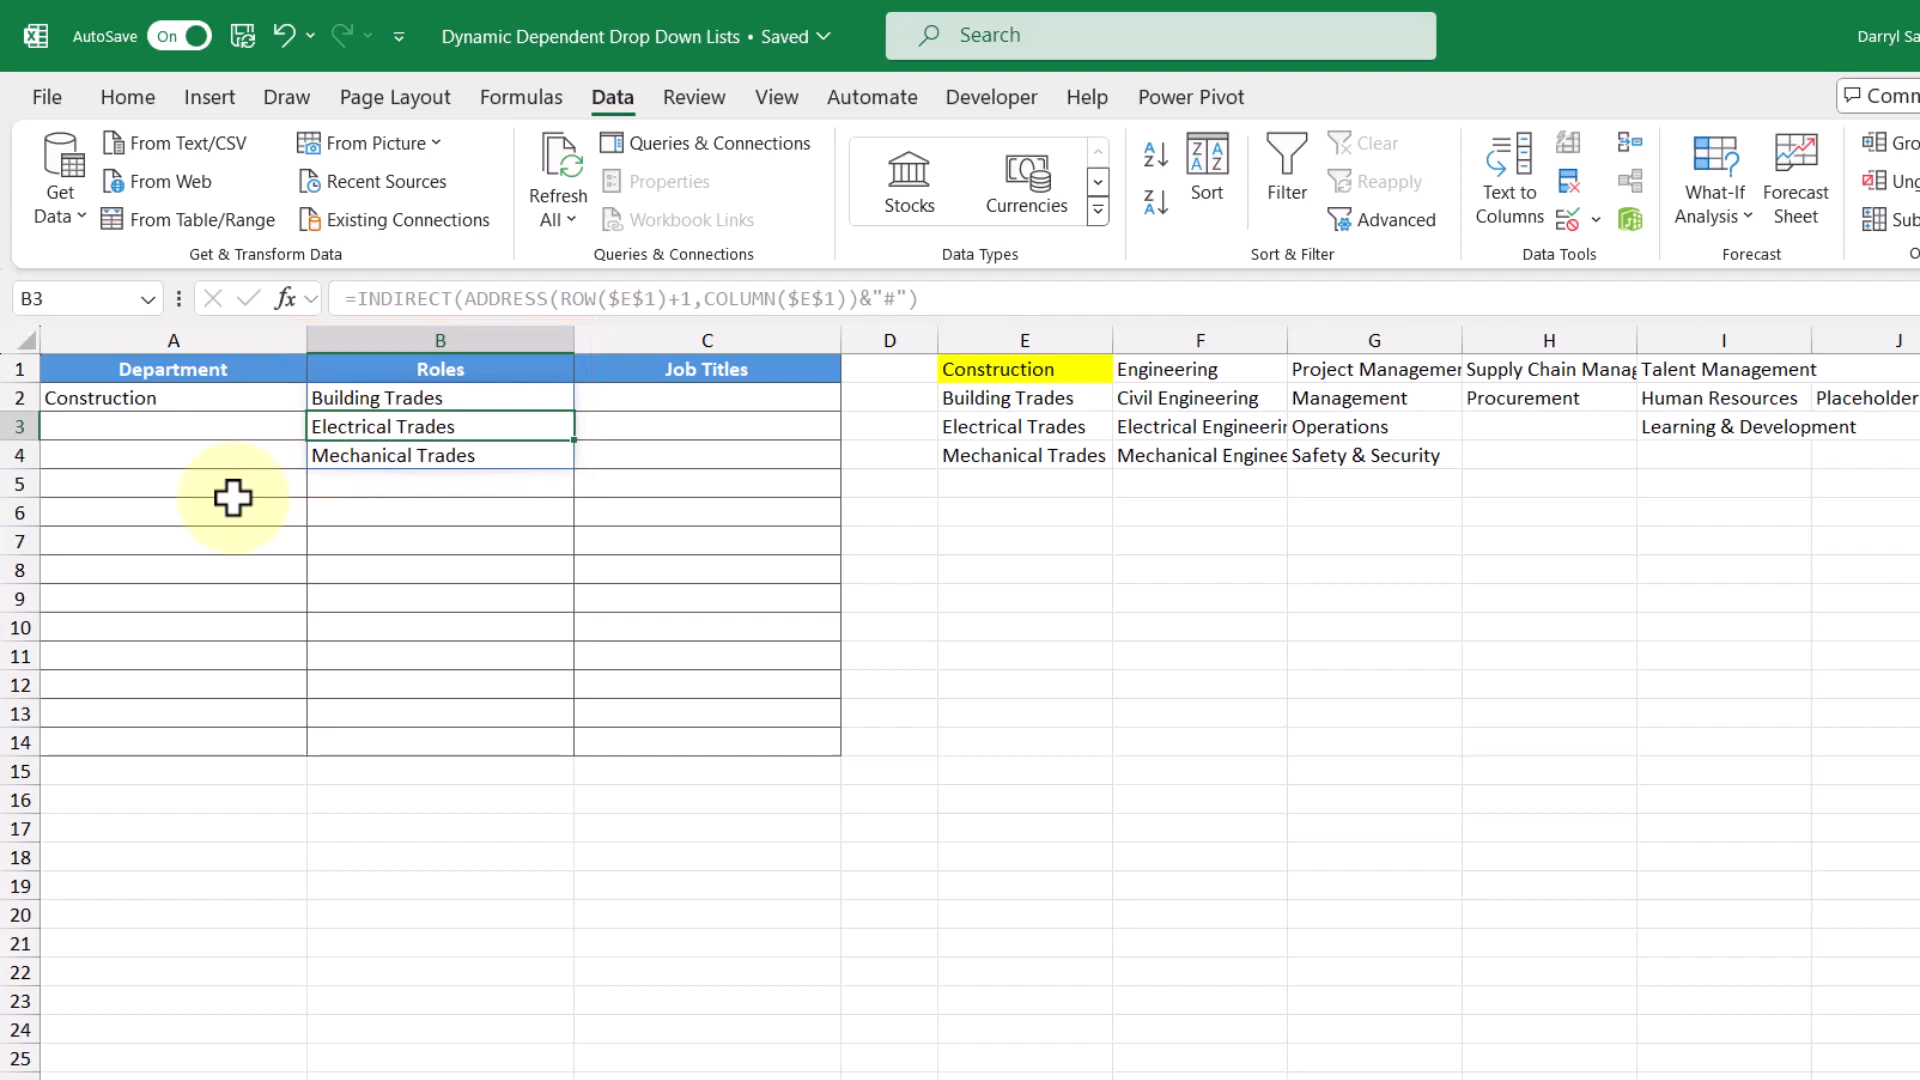 AutoSave On Dynamic Dependent Drop Down Lists • Saved Search Darryl Sa
File Home Insert Draw Page Layout Formulas Data Review View Automate Developer Help Power Pivot Comm
Get Data
From Text/CSV
From Web
From Table/Range
From Picture
Recent Sources
Existing Connections
Get & Transform Data
Refresh All
Queries & Connections
Properties
Workbook Links
Queries & Connections
Stocks Currencies
Data Types
Sort
Filter
Clear
Reapply
Advanced
Sort & Filter
Text to Columns
Data Tools
What-If Analysis
Forecast Sheet
Forecast
Gro
Ung
Sub
O
B3 fx =INDIRECT(ADDRESS(ROW($E$1)+1,COLUMN($E$1))&"#")
A B C D E F G H I J
1 Department Roles Job Titles Construction Engineering Project Managemer Supply Chain Manag Talent Management
2 Construction Building Trades Building Trades Civil Engineering Management Procurement Human Resources Placeholder
3 Electrical Trades Electrical Trades Electrical Engineerin Operations Learning & Development
4 Mechanical Trades Mechanical Trades Mechanical Enginee Safety & Security
5
6
7
8
9
10
11
12
13
14
15
16
17
18
19
20
21
22
23
24
25